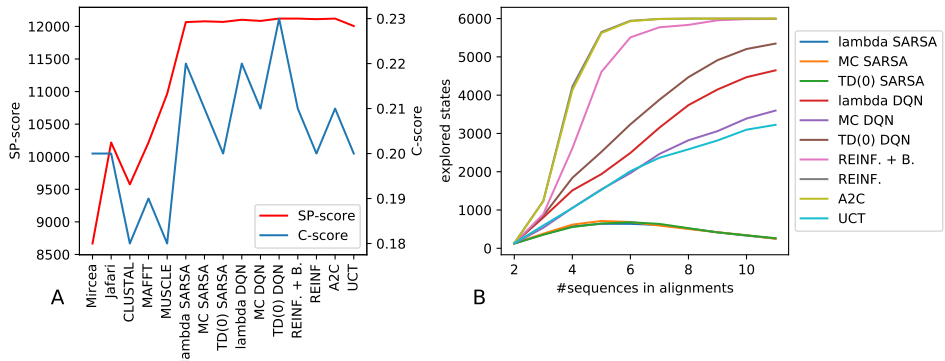 12000
11500
11000
10500
10000
9500
9000
8500
SP-score
0.23
0.22
0.21
0.20
0.19
0.18
C-score
SP-score
C-score
Mircea
Jafari
CLUSTAL
MAFFT
MUSCLE
ambda SARSA
MC SARSA
TD(0) SARSA
lambda DQN
MC DQN
TD(0) DQN
REINF. + B.
REINF
A2C
UCT
A
6000
5000
4000
3000
2000
1000
0
explored states
2
4
6
8
10
#sequences in alignments
B
lambda SARSA
MC SARSA
TD(0) SARSA
lambda DQN
MC DQN
TD(0) DQN
REINF. + B.
REINF.
A2C
UCT